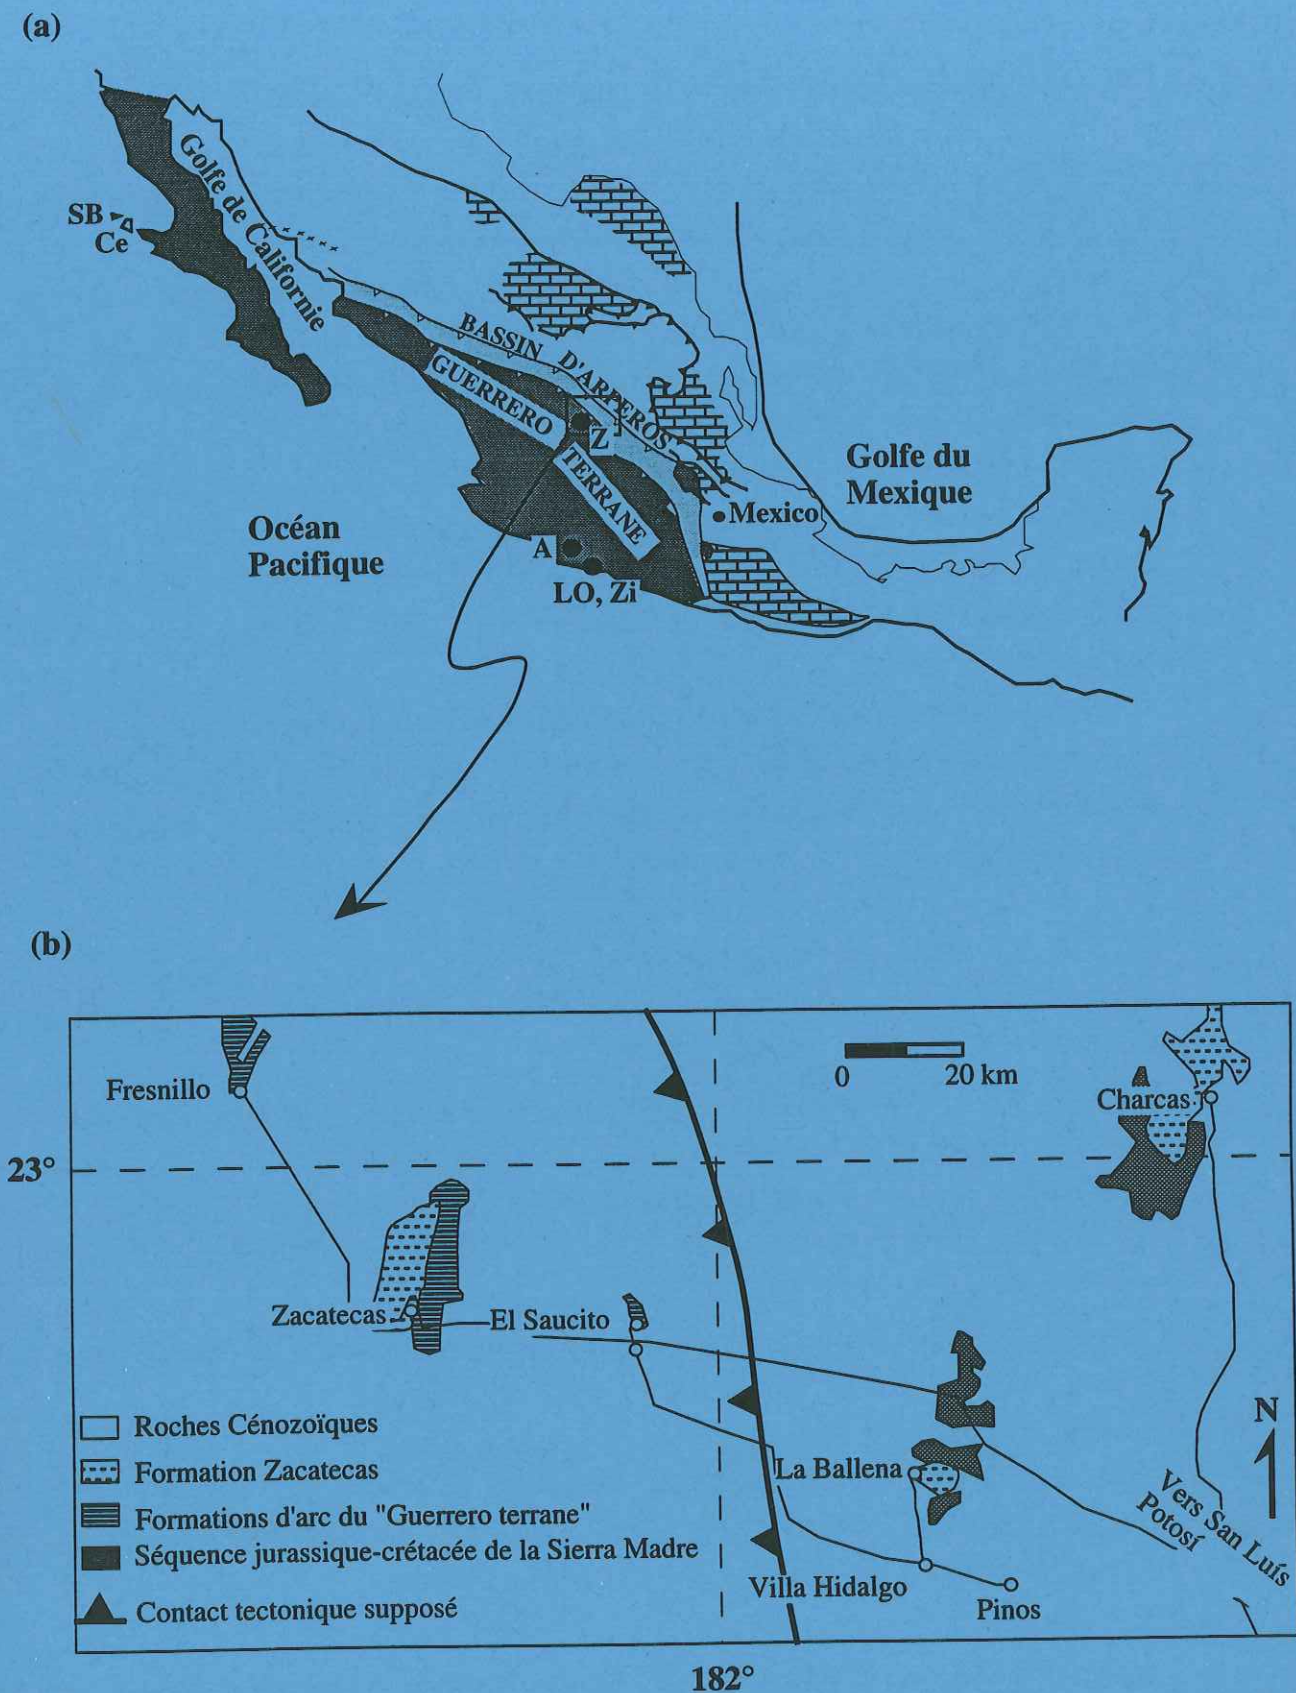 (a)
SB
Ce
Golfe de Californie
BASSIN D'ARPEROS
GUERRERO
TERRANE
Z
Golfe du
Mexique
Mexico
Océan
Pacifique
A
LO, Zi
(b)
Fresnillo
0 20 km
Charcas
23°
Zacatecas
El Saucito
N
Roches Cénozoïques
Formation Zacatecas
La Ballena
Formations d'arc du "Guerrero terrane"
Séquence jurassique-crétacée de la Sierra Madre
Vers San Luís
Potosí
Villa Hidalgo
Contact tectonique supposé
Pinos
182°